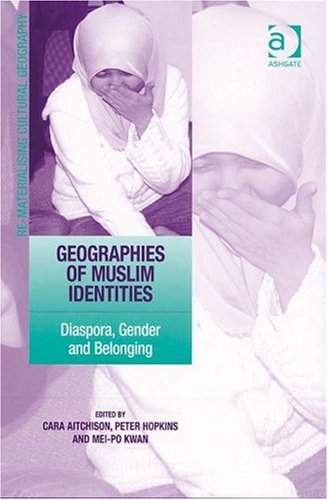 a
ASHGATE
RE-MATERIALISING CULTURAL GEOGRAPHY
GEOGRAPHIES
OF MUSLIM
IDENTITIES
Diaspora, Gender
and Belonging
EDITED BY
CARA AITCHISON, PETER HOPKINS
AND MEI-PO KWAN